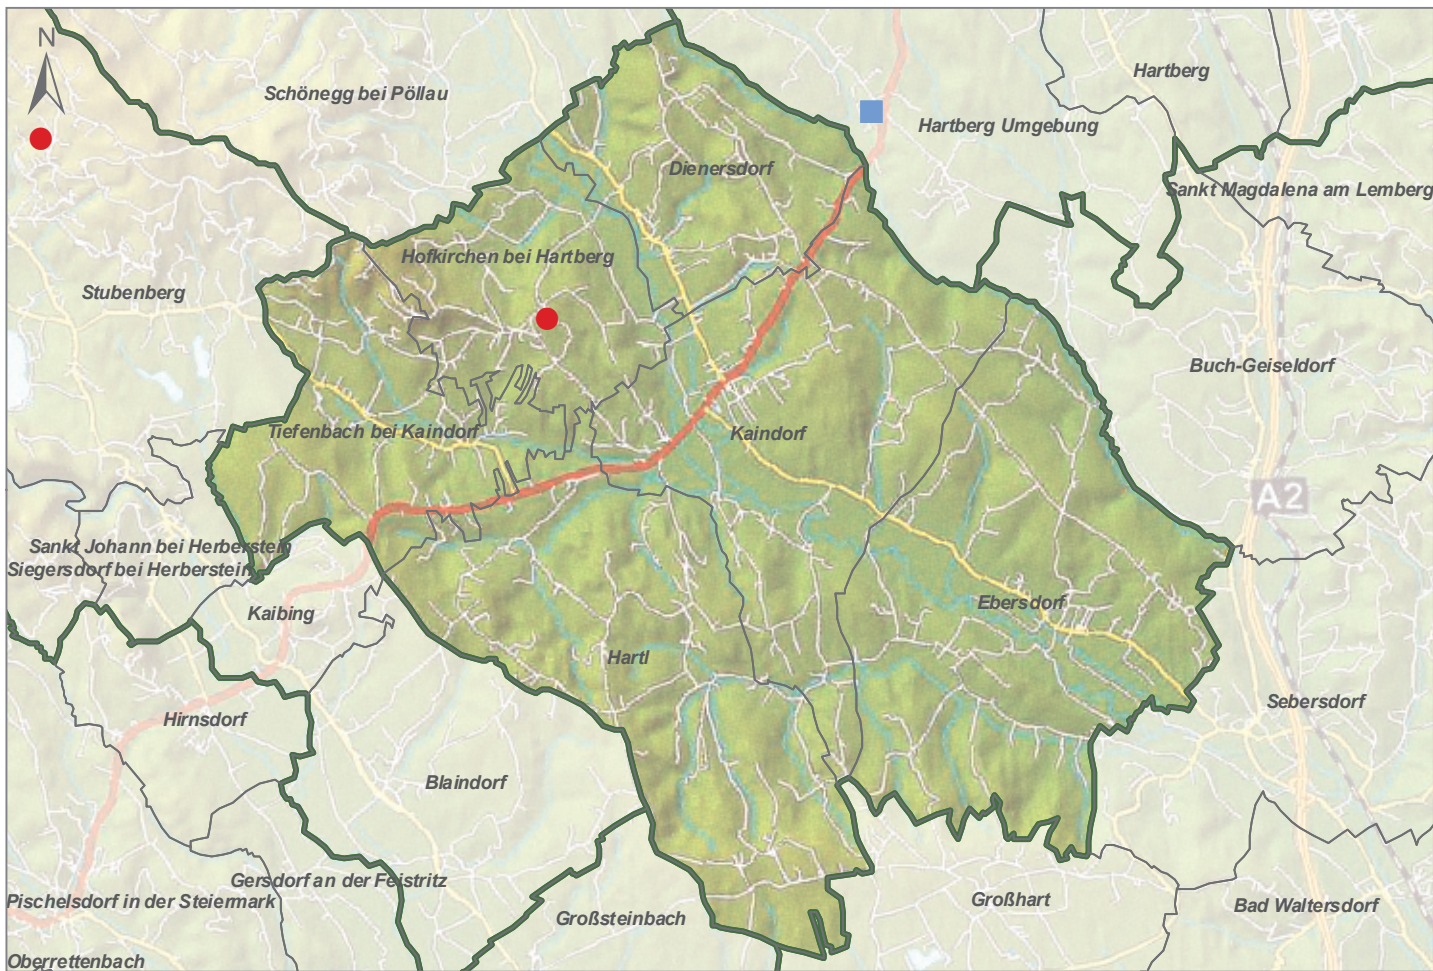 N
Schönegg bei Pöllau
Hartberg
Hartberg Umgebung
Dienersdorf
Sankt Magdalena am Lemberg
Hofkirchen bei Hartberg
Stubenberg
Buch-Geiseldorf
Tiefenbach bei Kaindorf
Kaindorf
A2
Sankt Johann bei Herberstein
Siegersdorf bei Herberstein
Kaibing
Ebersdorf
Hartl
Sebersdorf
Hirnsdorf
Blaindorf
Gersdorf an der Feistritz
Pischelsdorf in der Steiermark
Großhart
Bad Waltersdorf
Großsteinbach
Oberrettenbach